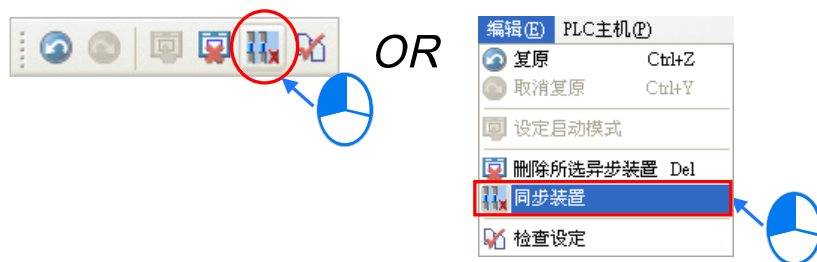 OR
编辑(E) PLC主机(P)
复原 Ctrl+Z
取消复原 Ctrl+Y
设定启动模式
删除所选异步装置 Del
同步装置
检查设定